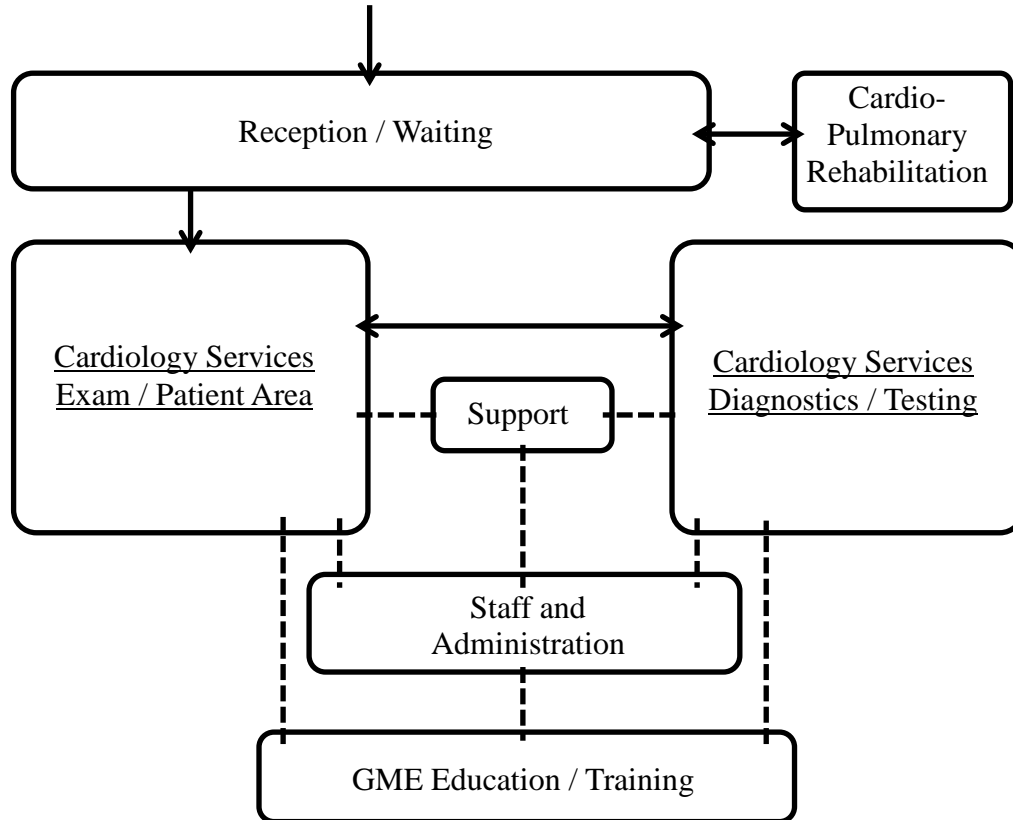 Reception / Waiting
Cardio-
Pulmonary
Rehabilitation
Cardiology Services
Exam / Patient Area
Support
Cardiology Services
Diagnostics / Testing
Staff and
Administration
GME Education / Training